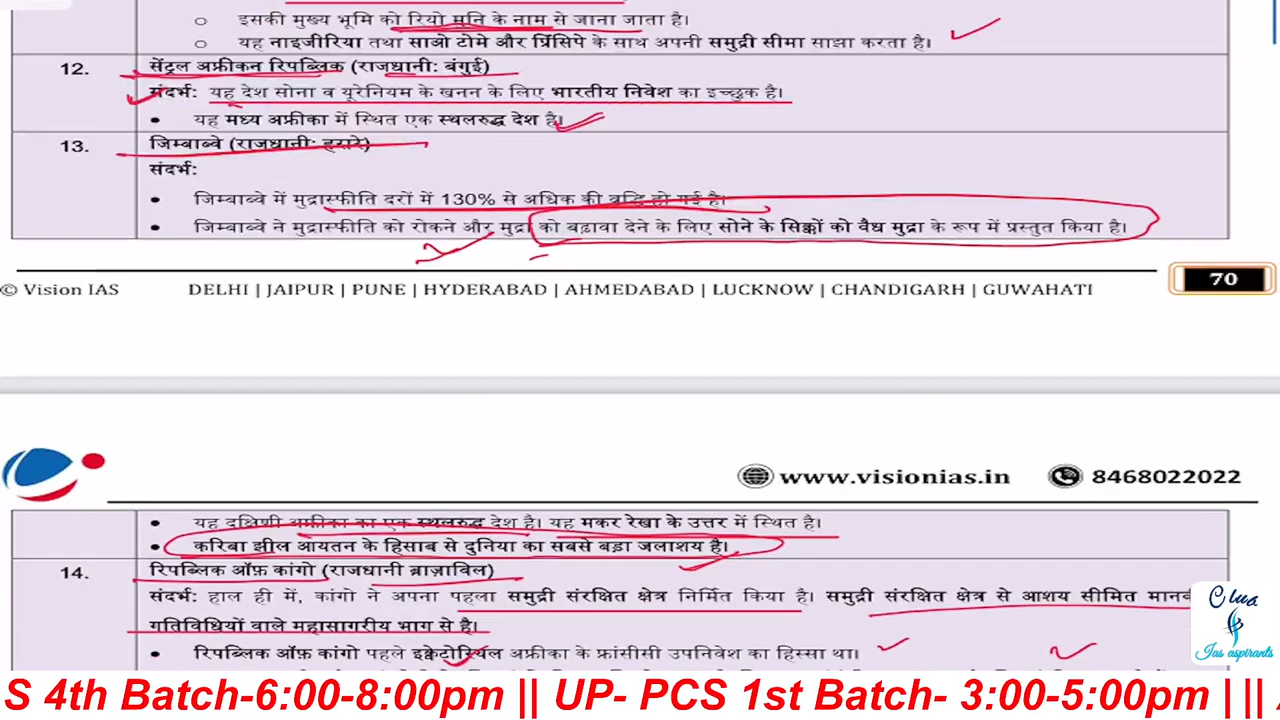 ○ इसकी मुख्य भूमि को रियो मुनि के नाम से जाना जाता है।
○ यह नाइजीरिया तथा साओ टोमे और प्रिंसिपे के साथ अपनी समुद्री सीमा साझा करता है।
12. सेंट्रल अफ्रीकन रिपब्लिक (राजधानी: बंगुई)
संदर्भ: यह देश सोना व यूरेनियम के खनन के लिए भारतीय निवेश का इच्छुक है।
• यह मध्य अफ्रीका में स्थित एक स्थलरुद्ध देश है।
13. जिम्बाब्वे (राजधानी: हरारे)
संदर्भ:
• जिम्बाब्वे में मुद्रास्फीति दरों में 130% से अधिक की वृद्धि हो गई है।
• जिम्बाब्वे ने मुद्रास्फीति को रोकने और मुद्रा को बढ़ावा देने के लिए सोने के सिक्कों को वैध मुद्रा के रूप में प्रस्तुत किया है।
© Vision IAS DELHI | JAIPUR | PUNE | HYDERABAD | AHMEDABAD | LUCKNOW | CHANDIGARH | GUWAHATI 70
www.visionias.in 8468022022
• यह दक्षिणी अफ्रीका का एक स्थलरुद्ध देश है। यह मकर रेखा के उत्तर में स्थित है।
• करिबा झील आयतन के हिसाब से दुनिया का सबसे बड़ा जलाशय है।
14. रिपब्लिक ऑफ़ कांगो (राजधानी ब्राज़ाविल)
संदर्भ: हाल ही में, कांगो ने अपना पहला समुद्री संरक्षित क्षेत्र निर्मित किया है। समुद्री संरक्षित क्षेत्र से आशय सीमित
गतिविधियों वाले महासागरीय भाग से है।
• रिपब्लिक ऑफ़ कांगो पहले इक्वेटोरियल अफ्रीका के फ्रांसीसी उपनिवेश का हिस्सा था।
Ias aspirants
S 4th Batch-6:00-8:00pm || UP- PCS 1st Batch- 3:00-5:00pm | ||